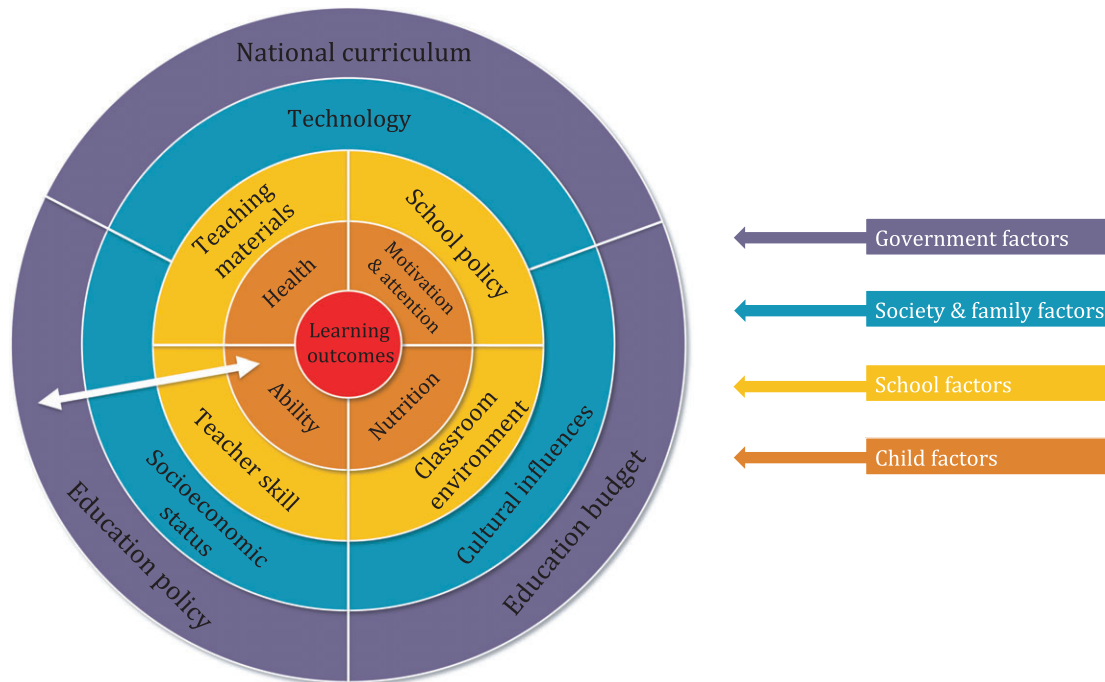 National curriculum
Technology
Teaching
materials
School policy
Health
Motivation
& attention
Learning
outcomes
Ability
Nutrition
Teacher skill
Classroom
environment
Socioeconomic
status
Cultural influences
Education policy
Education budget
Government factors
Society & family factors
School factors
Child factors